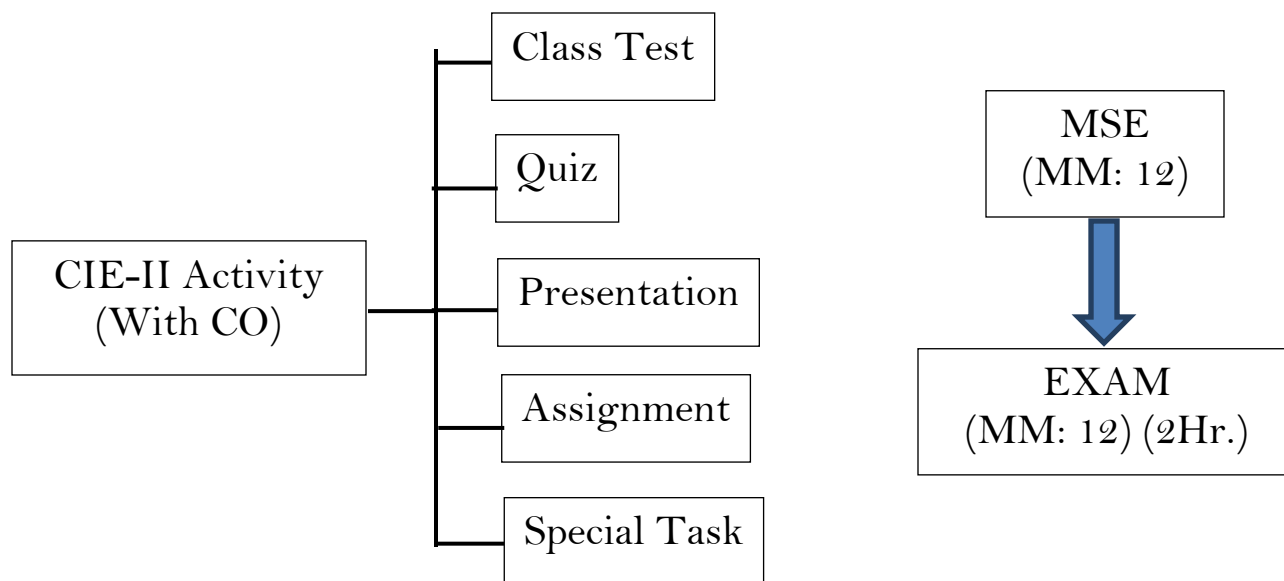 Class Test
Quiz
CIE-II Activity
(With CO)
Presentation
Assignment
Special Task
MSE
(MM: 12)
EXAM
(MM: 12) (2Hr.)